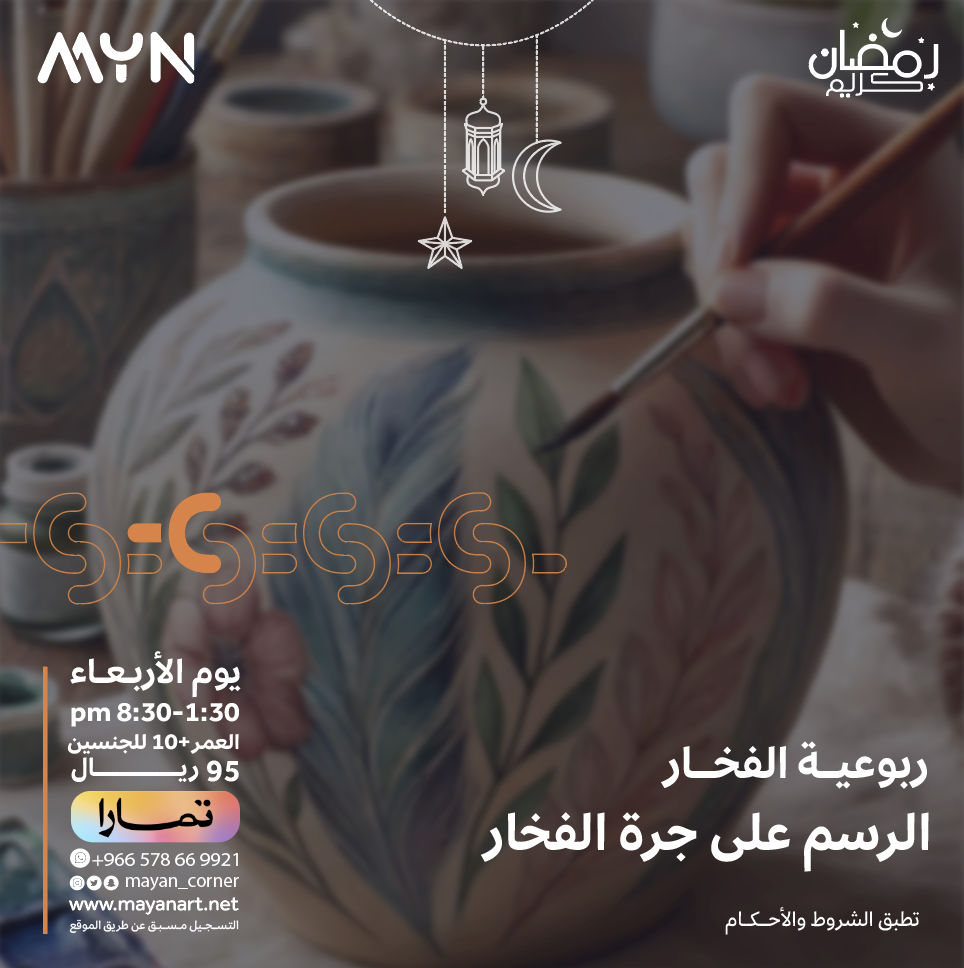 MYN
رمضان
كريم
ربوعية الفخار
الرسم على جرة الفخار
تطبق الشروط والأحكام
يوم الأربعاء
pm 8:30-1:30
العمر+10 للجنسين
95 ريال
تمارا
+966 578 66 9921
mayan_corner
www.mayanart.net
التسجيل مسبق عن طريق الموقع